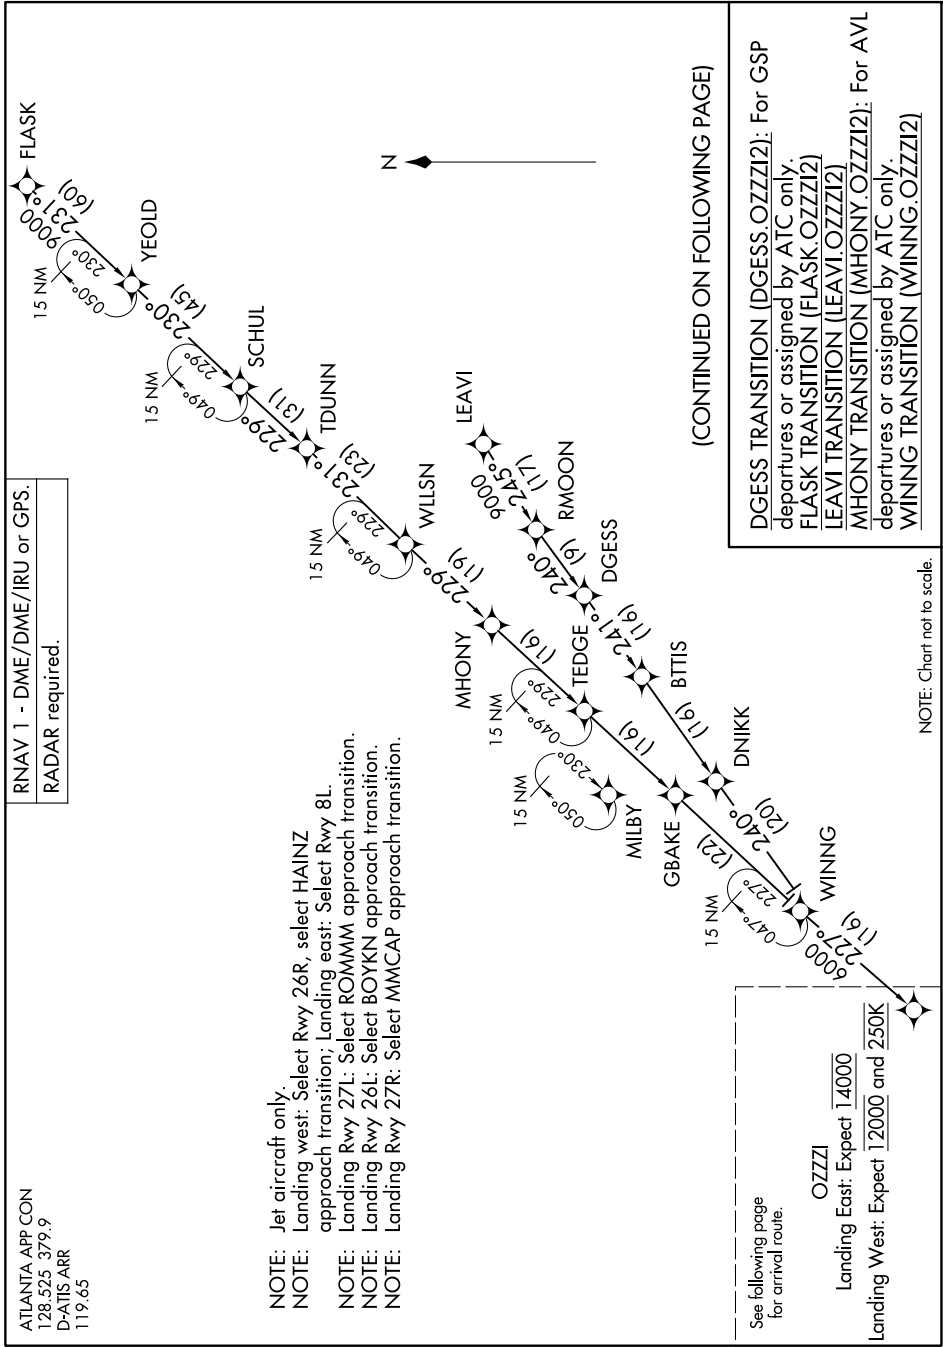 ATLANTA APP CON
128.525 379.9
D-ATIS ARR
119.65
RNAV 1 - DME/DME/IRU or GPS.
RADAR required.
NOTE: Jet aircraft only.
NOTE: Landing west: Select Rwy 26R, select HAINZ
approach transition; Landing east: Select Rwy 8L.
NOTE: Landing Rwy 27L: Select ROMMM approach transition.
NOTE: Landing Rwy 26L: Select BOYKN approach transition.
NOTE: Landing Rwy 27R: Select MMCAP approach transition.
FLASK
9000
231°
(60)
15 NM
230°
050°
YEOLD
230°
(45)
15 NM
229°
049°
SCHUL
229°
(31)
TDUNN
231°
(23)
15 NM
229°
049°
WLLSN
229°
(19)
MHONY
(16)
15 NM
229°
049°
TEDGE
(16)
15 NM
230°
050°
MILBY
GBAKE
(22)
LEAVI
9000
245°
(17)
RMOON
240°
(9)
DGESS
241°
(16)
BTTIS
(16)
DNIKK
240°
(20)
15 NM
227°
047°
WINNG
6000
227°
(16)
N
See following page
for arrival route.
OZZZI
Landing East: Expect 14000
Landing West: Expect 12000 and 250K
(CONTINUED ON FOLLOWING PAGE)
DGESS TRANSITION (DGESS.OZZZI2): For GSP
departures or assigned by ATC only.
FLASK TRANSITION (FLASK.OZZZI2)
LEAVI TRANSITION (LEAVI.OZZZI2)
MHONY TRANSITION (MHONY.OZZZI2): For AVL
departures or assigned by ATC only.
WINNG TRANSITION (WINNG.OZZZI2)
NOTE: Chart not to scale.